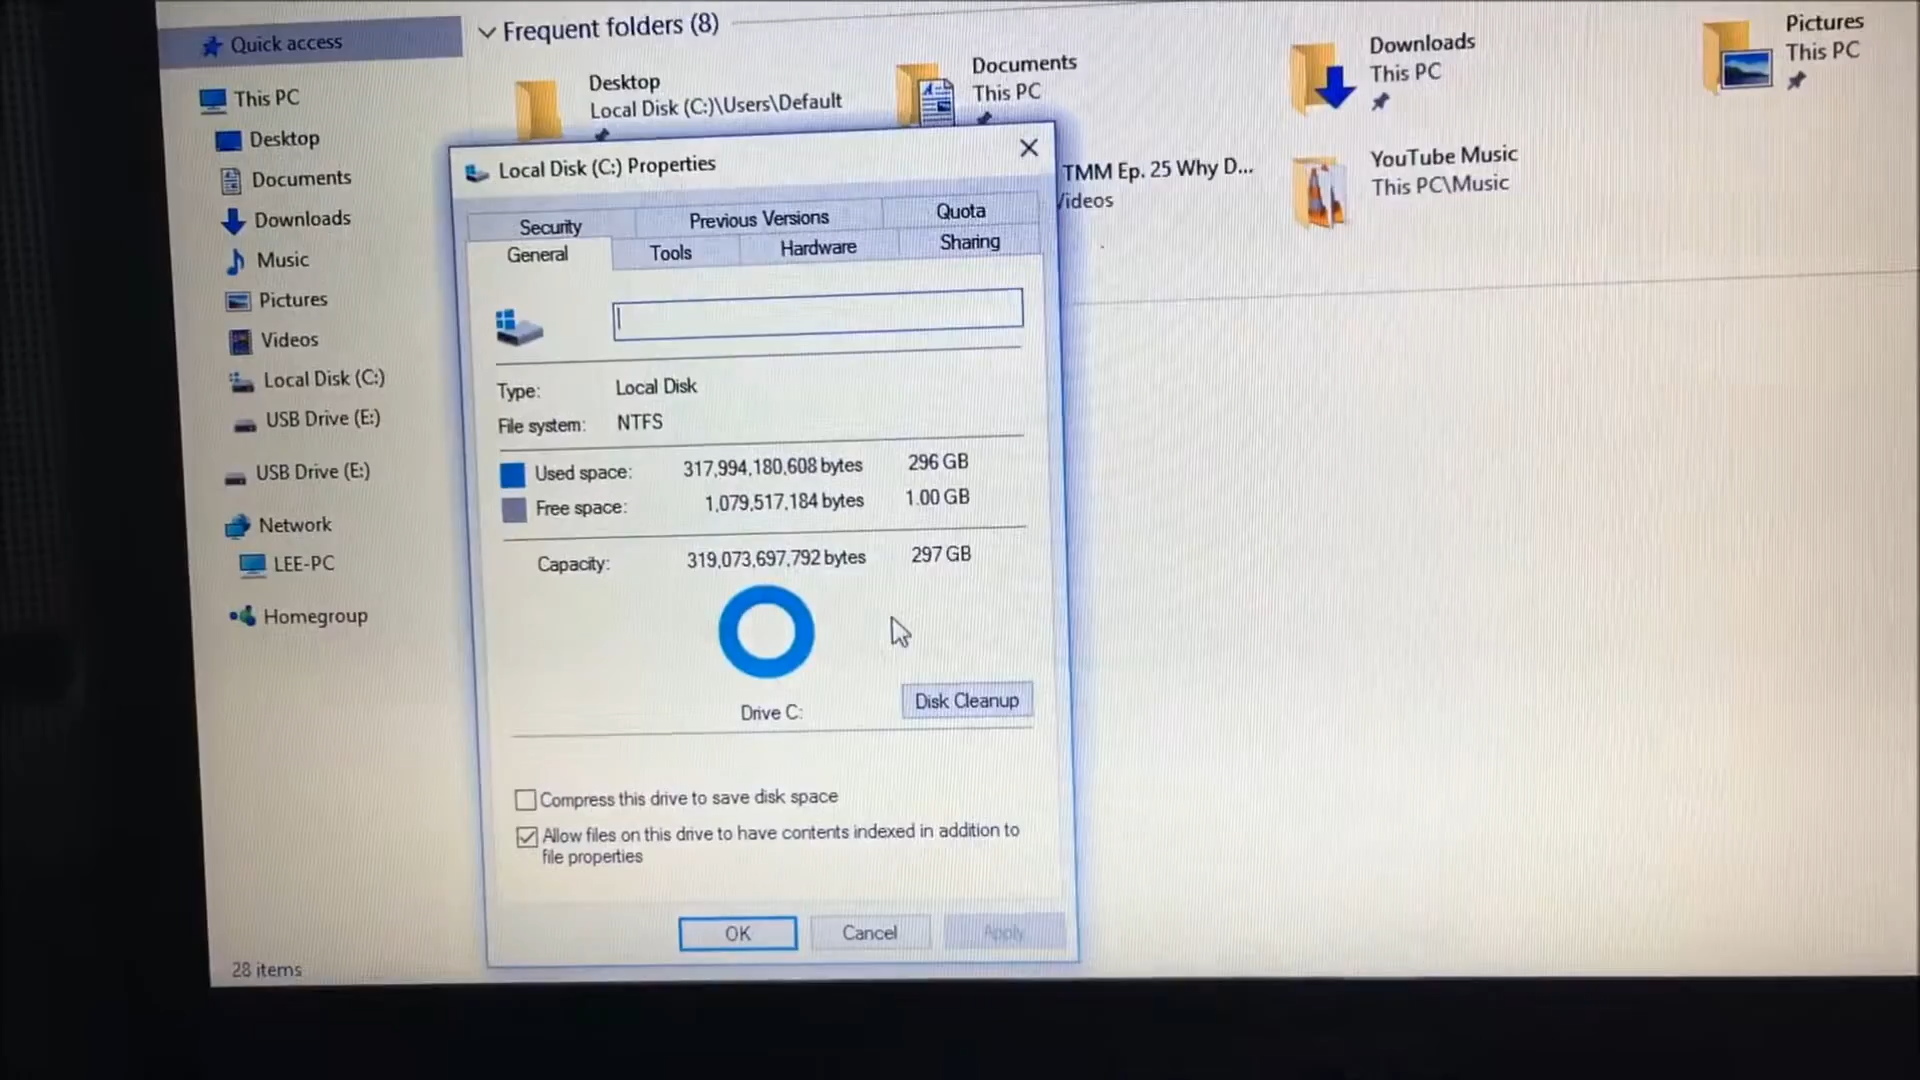 Quick access
This PC
Desktop
Documents
Downloads
Music
Pictures
Videos
Local Disk (C:)
USB Drive (E:)
USB Drive (E:)
Network
LEE-PC
Homegroup
28 items
Frequent folders (8)
Desktop
Local Disk (C:)\Users\Default
Documents
This PC
Downloads
This PC
Pictures
This PC
TMM Ep. 25 Why D...
Videos
YouTube Music
This PC\Music
Local Disk (C:) Properties
Security Previous Versions Quota
General Tools Hardware Sharing
Type: Local Disk
File system: NTFS
Used space: 317,994,180,608 bytes 296 GB
Free space: 1,079,517,184 bytes 1.00 GB
Capacity: 319,073,697,792 bytes 297 GB
Drive C:
Disk Cleanup
Compress this drive to save disk space
Allow files on this drive to have contents indexed in addition to
file properties
OK Cancel Apply